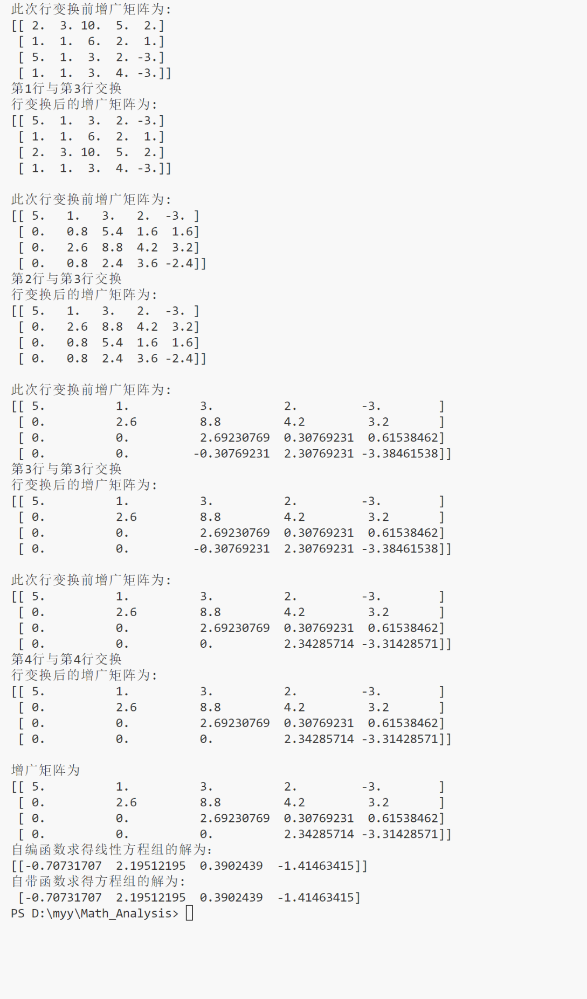 此次行变换前增广矩阵为:
[[ 2.  3. 10.  5.  2.]
 [ 1.  1.  6.  2.  1.]
 [ 5.  1.  3.  2. -3.]
 [ 1.  1.  3.  4. -3.]]
第1行与第3行交换
行变换后的增广矩阵为:
[[ 5.  1.  3.  2. -3.]
 [ 1.  1.  6.  2.  1.]
 [ 2.  3. 10.  5.  2.]
 [ 1.  1.  3.  4. -3.]]

此次行变换前增广矩阵为:
[[ 5.   1.   3.   2.  -3. ]
 [ 0.   0.8  5.4  1.6  1.6]
 [ 0.   2.6  8.8  4.2  3.2]
 [ 0.   0.8  2.4  3.6 -2.4]]
第2行与第3行交换
行变换后的增广矩阵为:
[[ 5.   1.   3.   2.  -3. ]
 [ 0.   2.6  8.8  4.2  3.2]
 [ 0.   0.8  5.4  1.6  1.6]
 [ 0.   0.8  2.4  3.6 -2.4]]

此次行变换前增广矩阵为:
[[ 5.          1.          3.          2.         -3.        ]
 [ 0.          2.6         8.8         4.2         3.2       ]
 [ 0.          0.          2.69230769  0.30769231  0.61538462]
 [ 0.          0.         -0.30769231  2.30769231 -3.38461538]]
第3行与第3行交换
行变换后的增广矩阵为:
[[ 5.          1.          3.          2.         -3.        ]
 [ 0.          2.6         8.8         4.2         3.2       ]
 [ 0.          0.          2.69230769  0.30769231  0.61538462]
 [ 0.          0.         -0.30769231  2.30769231 -3.38461538]]

此次行变换前增广矩阵为:
[[ 5.          1.          3.          2.         -3.        ]
 [ 0.          2.6         8.8         4.2         3.2       ]
 [ 0.          0.          2.69230769  0.30769231  0.61538462]
 [ 0.          0.          0.          2.34285714 -3.31428571]]
第4行与第4行交换
行变换后的增广矩阵为:
[[ 5.          1.          3.          2.         -3.        ]
 [ 0.          2.6         8.8         4.2         3.2       ]
 [ 0.          0.          2.69230769  0.30769231  0.61538462]
 [ 0.          0.          0.          2.34285714 -3.31428571]]

增广矩阵为
[[ 5.          1.          3.          2.         -3.        ]
 [ 0.          2.6         8.8         4.2         3.2       ]
 [ 0.          0.          2.69230769  0.30769231  0.61538462]
 [ 0.          0.          0.          2.34285714 -3.31428571]]
自编函数求得线性方程组的解为:
[[-0.70731707  2.19512195  0.3902439  -1.41463415]]
自带函数求得方程组的解为:
 [-0.70731707  2.19512195  0.3902439  -1.41463415]
PS D:\myy\Math_Analysis>